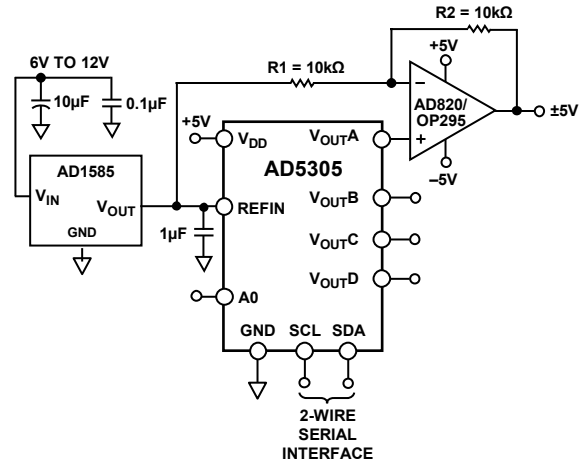 R2 = 10kΩ
6V TO 12V
R1 = 10kΩ
+5V
10µF
0.1µF
–
AD820/
OP295
±5V
+5V
VDD
VOUTA
+
–5V
AD1585
AD5305
VIN
VOUT
REFIN
VOUTB
GND
1µF
VOUTC
VOUTD
A0
GND
SCL
SDA
2-WIRE
SERIAL
INTERFACE